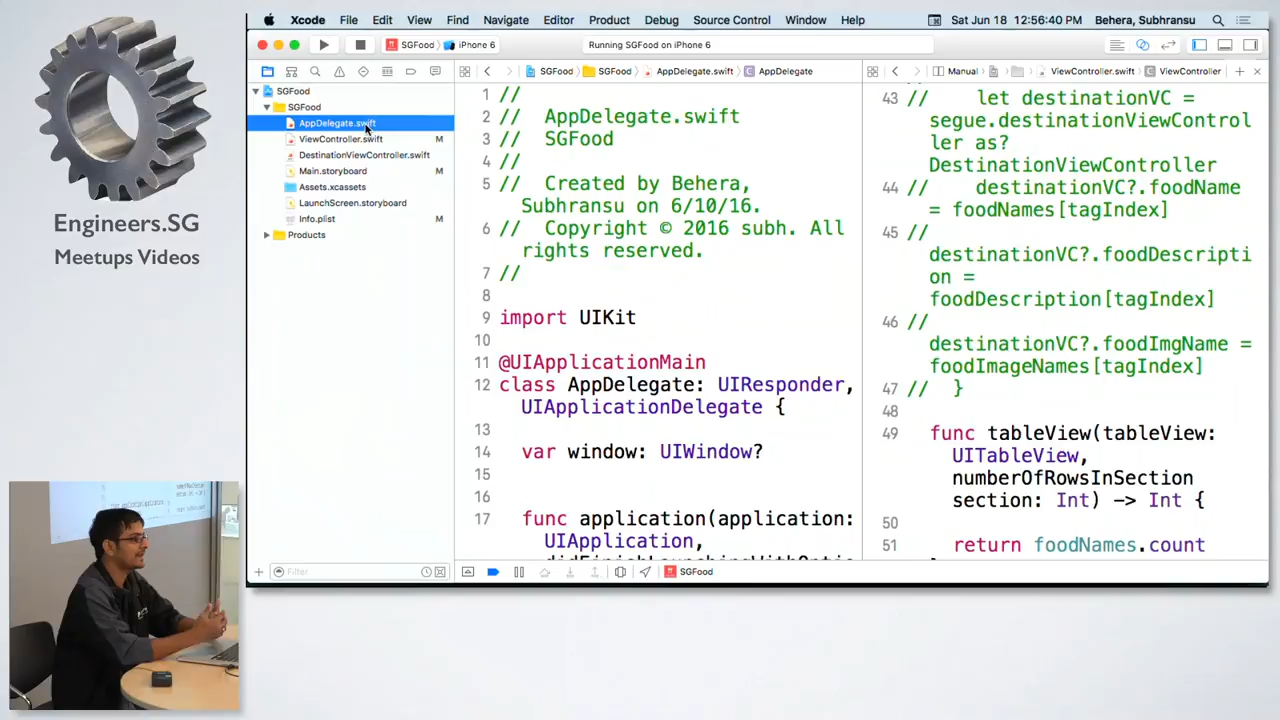 Engineers.SG
Meetups Videos
Xcode File Edit View Find Navigate Editor Product Debug Source Control Window Help Sat Jun 18 12:56:40 PM Behera, Subhransu
SGFood iPhone 6 Running SGFood on iPhone 6
SGFood SGFood AppDelegate.swift AppDelegate
Manual ViewController.swift ViewController
SGFood
SGFood
AppDelegate.swift
ViewController.swift M
DestinationViewController.swift
Main.storyboard M
Assets.xcassets
LaunchScreen.storyboard
Info.plist M
Products
Filter
1 //
2 // AppDelegate.swift
3 // SGFood
4 //
5 // Created by Behera,
Subhransu on 6/10/16.
6 // Copyright © 2016 subh. All
rights reserved.
7 //
8
9 import UIKit
10
11 @UIApplicationMain
12 class AppDelegate: UIResponder,
UIApplicationDelegate {
13
14 var window: UIWindow?
15
16
17 func application(application:
UIApplication,
didFinishLaunchingWithOptio
SGFood
43 // let destinationVC =
segue.destinationViewControl
ler as?
DestinationViewController
44 // destinationVC?.foodName
= foodNames[tagIndex]
45 //
destinationVC?.foodDescripti
on =
foodDescription[tagIndex]
46 //
destinationVC?.foodImgName =
foodImageNames[tagIndex]
47 // }
48
49 func tableView(tableView:
UITableView,
numberOfRowsInSection
section: Int) -> Int {
50
51 return foodNames.count